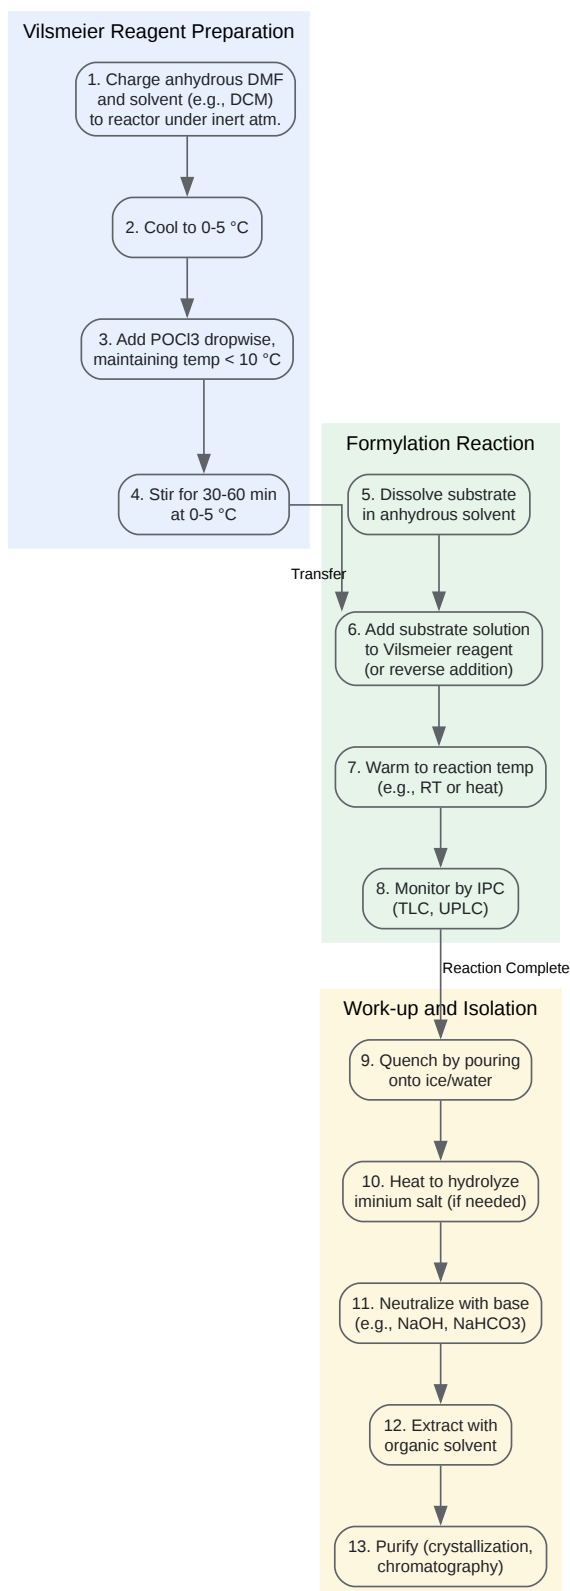 Vilsmeier Reagent Preparation
1. Charge anhydrous DMF
and solvent (e.g., DCM)
to reactor under inert atm.
2. Cool to 0-5 °C
3. Add POCl3 dropwise,
maintaining temp < 10 °C
4. Stir for 30-60 min
at 0-5 °C
Transfer
Formylation Reaction
5. Dissolve substrate
in anhydrous solvent
6. Add substrate solution
to Vilsmeier reagent
(or reverse addition)
7. Warm to reaction temp
(e.g., RT or heat)
8. Monitor by IPC
(TLC, UPLC)
Reaction Complete
Work-up and Isolation
9. Quench by pouring
onto ice/water
10. Heat to hydrolyze
iminium salt (if needed)
11. Neutralize with base
(e.g., NaOH, NaHCO3)
12. Extract with
organic solvent
13. Purify (crystallization,
chromatography)